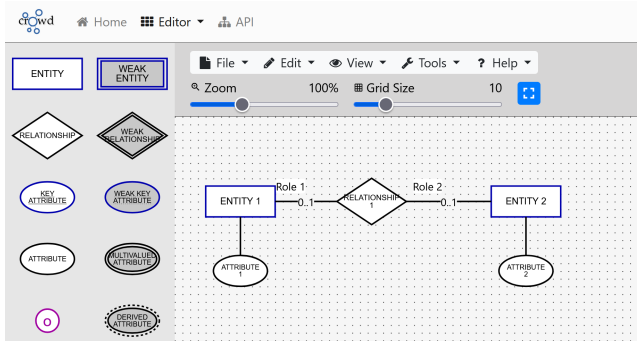 crowd Home Editor API
ENTITY
WEAK
ENTITY
RELATIONSHIP
WEAK
RELATIONSHIP
KEY
ATTRIBUTE
WEAK KEY
ATTRIBUTE
ATTRIBUTE
MULTIVALUED
ATTRIBUTE
O
DERIVED
ATTRIBUTE
File Edit View Tools ? Help
Zoom 100% Grid Size 10
Role 1 Role 2
ENTITY 1 0..1 RELATIONSHIP 0..1 ENTITY 2
1
ATTRIBUTE
1
ATTRIBUTE
2